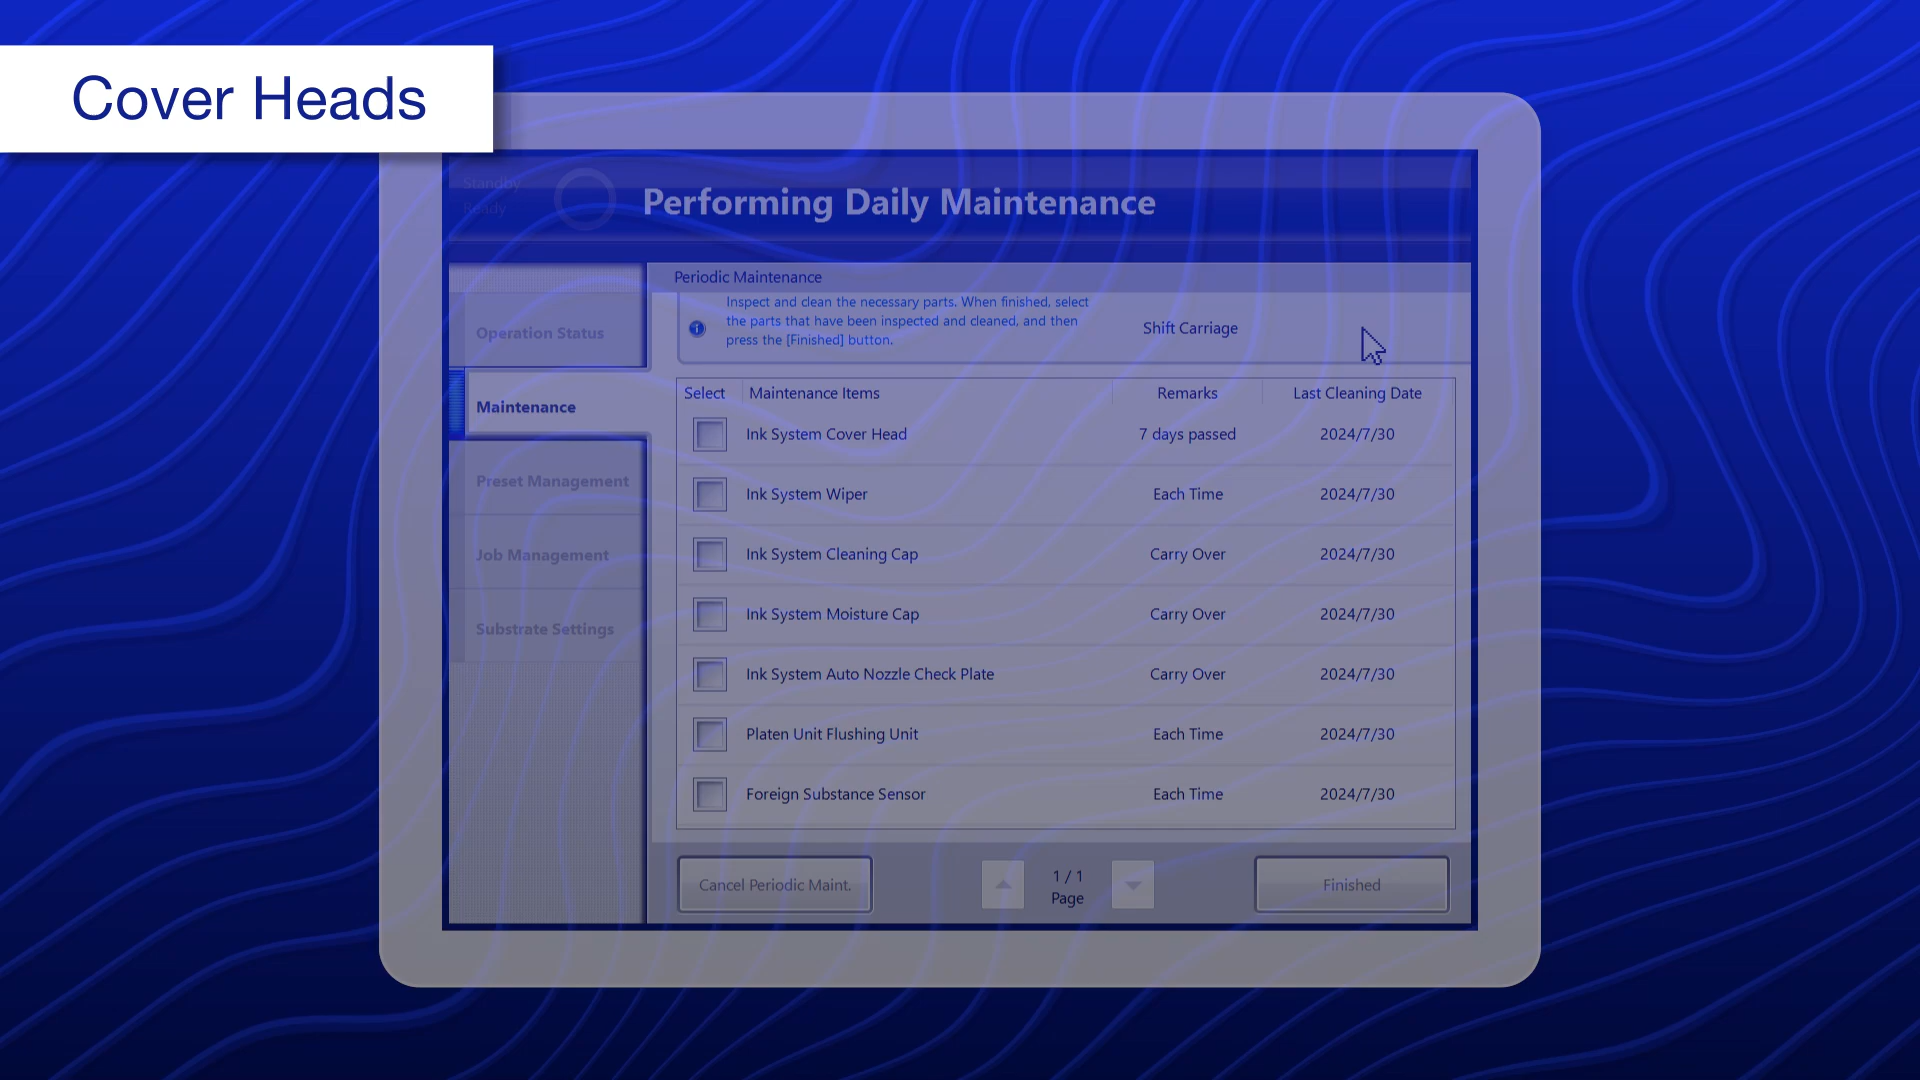 Cover Heads
Standby
Ready
Performing Daily Maintenance
Operation Status
Maintenance
Preset Management
Job Management
Substrate Settings
Periodic Maintenance
Inspect and clean the necessary parts. When finished, select
the parts that have been inspected and cleaned, and then
press the [Finished] button.
Shift Carriage
Select Maintenance Items Remarks Last Cleaning Date
Ink System Cover Head 7 days passed 2024/7/30
Ink System Wiper Each Time 2024/7/30
Ink System Cleaning Cap Carry Over 2024/7/30
Ink System Moisture Cap Carry Over 2024/7/30
Ink System Auto Nozzle Check Plate Carry Over 2024/7/30
Platen Unit Flushing Unit Each Time 2024/7/30
Foreign Substance Sensor Each Time 2024/7/30
Cancel Periodic Maint.
1 / 1
Page
Finished